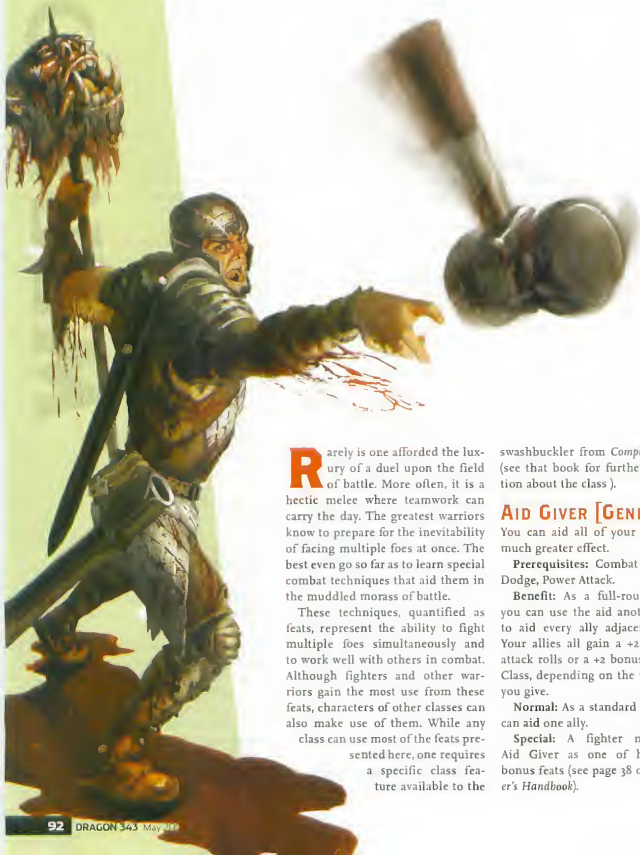 Rarely is one afforded the lux-
ury of a duel upon the field
of battle. More often, it is a
hectic melee where teamwork can
carry the day. The greatest warriors
know to prepare for the inevitability
of facing multiple foes at once. The
best even go so far as to learn special
combat techniques that aid them in
the muddled morass of battle.
These techniques, quantified as
feats, represent the ability to fight
multiple foes simultaneously and
to work well with others in combat.
Although fighters and other war-
riors gain the most use from these
feats, characters of other classes can
also make use of them. While any
class can use most of the feats pre-
sented here, one requires
a specific class fea-
ture available to the
swashbuckler from
(see that book for
tion about the class ).
AID GIVER
You can aid all of your
much greater effect.
Prerequisites: Combat
Dodge, Power Attack.
Benefit: As a
you can use the aid
to aid every ally
Your allies all gain a +2
attack rolls or a +2 bonus
Class, depending on the
you give.
Normal: As a standard
can aid one ally.
Special: A fighter
Aid Giver as one of
bonus feats (see page 38
er's Handbook).
92 DRAGON 343 May